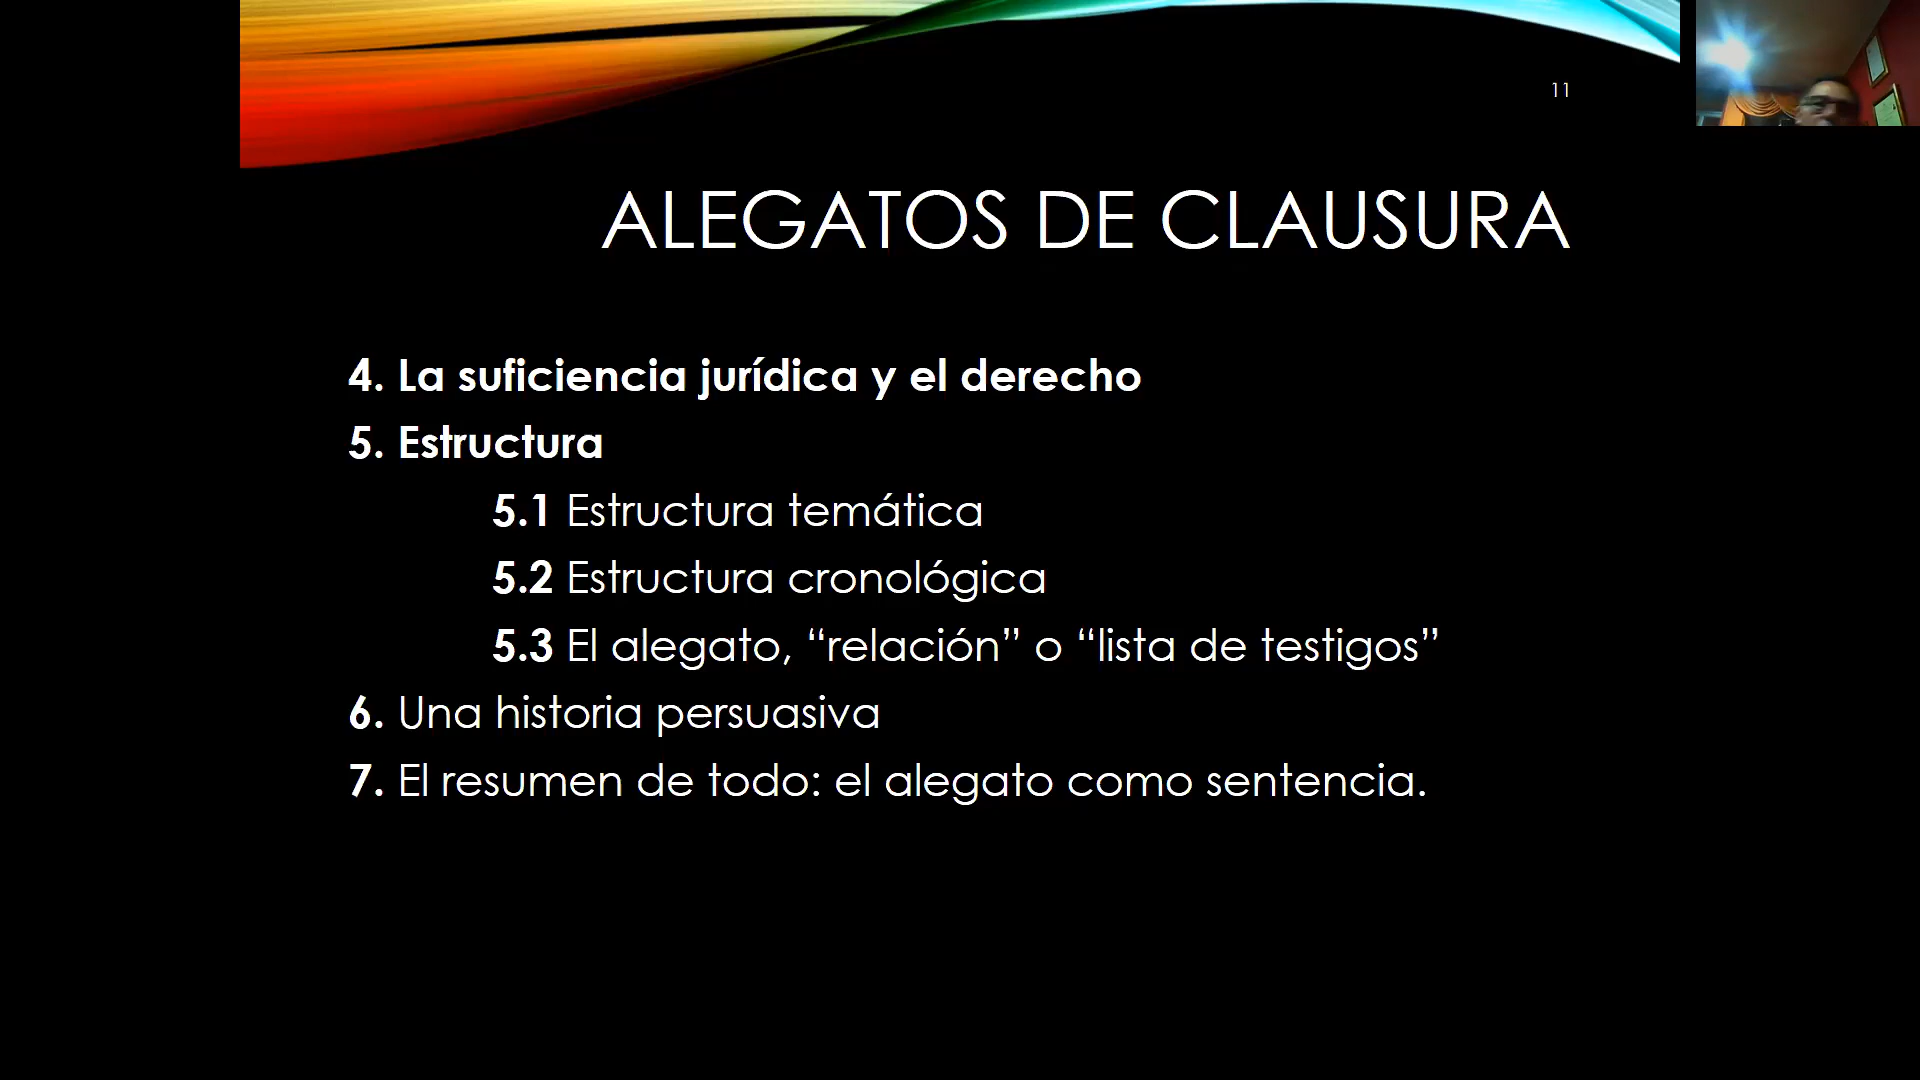 11
ALEGATOS DE CLAUSURA
4. La suficiencia jurídica y el derecho
5. Estructura
5.1 Estructura temática
5.2 Estructura cronológica
5.3 El alegato, “relación” o “lista de testigos”
6. Una historia persuasiva
7. El resumen de todo: el alegato como sentencia.